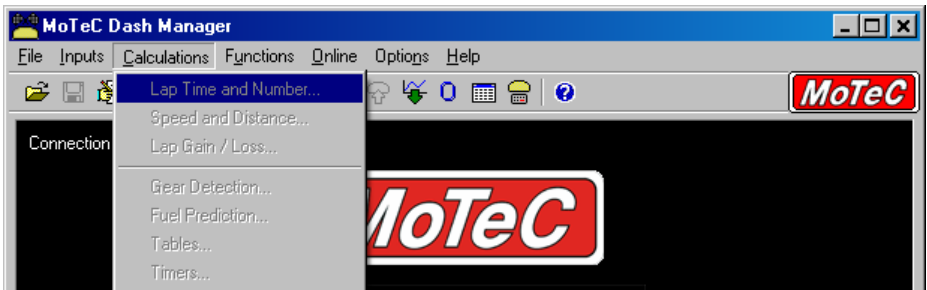 MoTeC Dash Manager
File Inputs Calculations Functions Online Options Help
MoTeC
Lap Time and Number...
Speed and Distance...
Lap Gain / Loss...
Gear Detection...
Fuel Prediction...
Tables...
Timers...
Connection
MoTeC